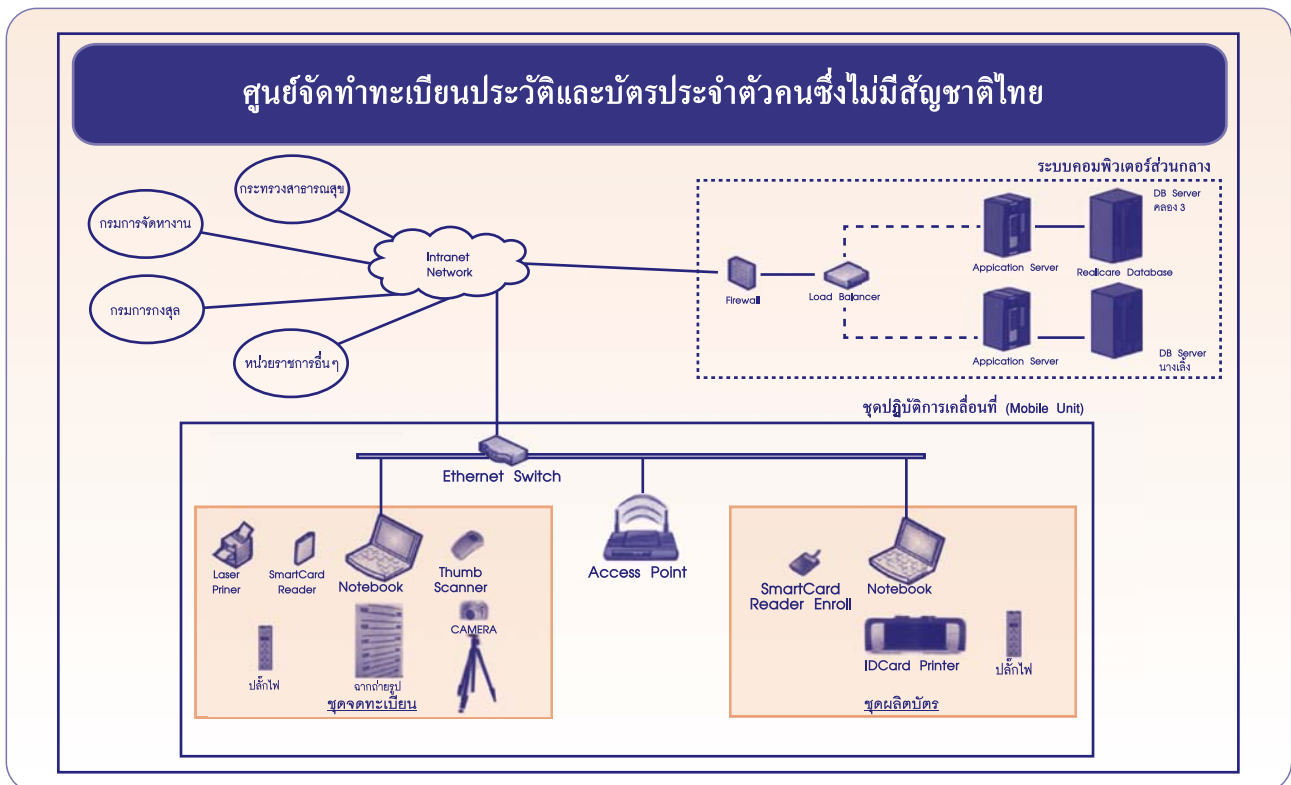 ศูนย์จัดทำทะเบียนประวัติและบัตรประจำตัวคนซึ่งไม่มีสัญชาติไทย
ระบบคอมพิวเตอร์ส่วนกลาง
กระทรวงสาธารณสุข
กรมการจัดหางาน
กรมการกงสุล
หน่วยราชการอื่นๆ
Intranet
Network
Firewall
Load Balancer
Appication Server
DB Server
คลอง 3
Realicare Database
Appication Server
DB Server
นางเลิ้ง
ชุดปฏิบัติการเคลื่อนที่ (Mobile Unit)
Ethernet Switch
Laser
Priner
SmartCard
Reader
Notebook
Thumb
Scanner
CAMERA
ปลั๊กไฟ
ฉากถ่ายรูป
ชุดจดทะเบียน
Access Point
SmartCard
Reader Enroll
Notebook
IDCard Printer
ปลั๊กไฟ
ชุดผลิตบัตร